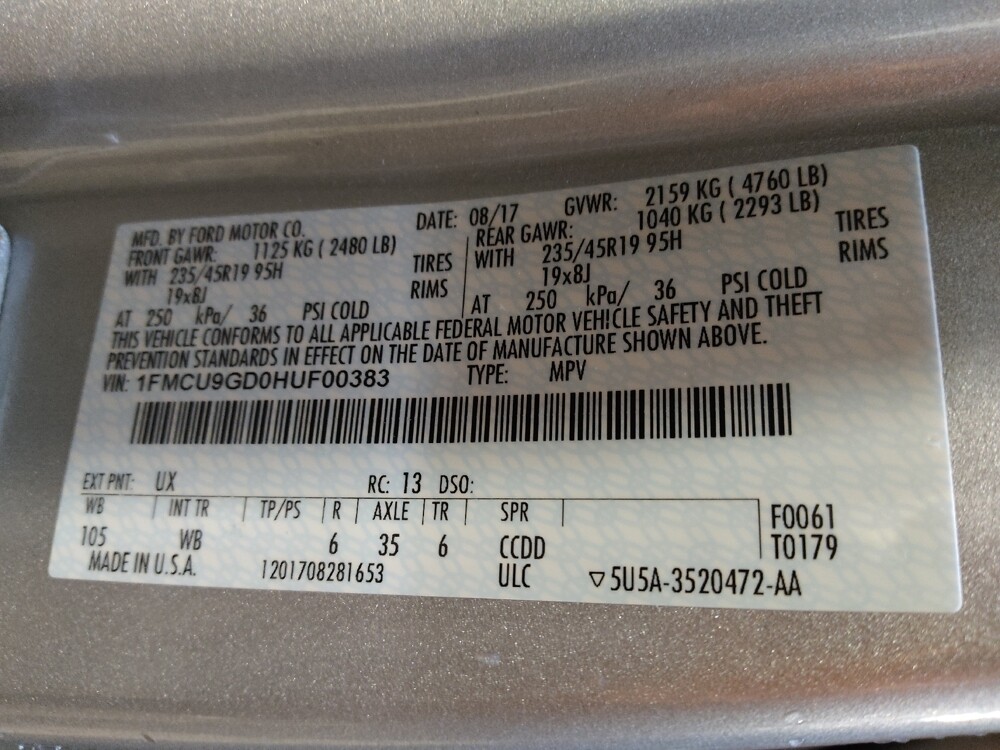 MFD. BY FORD MOTOR CO. DATE: 08/17 GVWR: 2159 KG ( 4760 LB)
FRONT GAWR: 1125 KG ( 2480 LB) REAR GAWR: 1040 KG ( 2293 LB)
WITH 235/45R19 95H TIRES WITH 235/45R19 95H TIRES
19x8J RIMS 19x8J RIMS
AT 250 kPa/ 36 PSI COLD AT 250 kPa/ 36 PSI COLD
THIS VEHICLE CONFORMS TO ALL APPLICABLE FEDERAL MOTOR VEHICLE SAFETY AND THEFT
PREVENTION STANDARDS IN EFFECT ON THE DATE OF MANUFACTURE SHOWN ABOVE.
VIN: 1FMCU9GD0HUF00383 TYPE: MPV
EXT PNT: UX RC: 13 DSO:
WB INT TR TP/PS R AXLE TR SPR F0061
105 WB 6 35 6 CCDD T0179
MADE IN U.S.A. 1201708281653 ULC ▽5U5A-3520472-AA